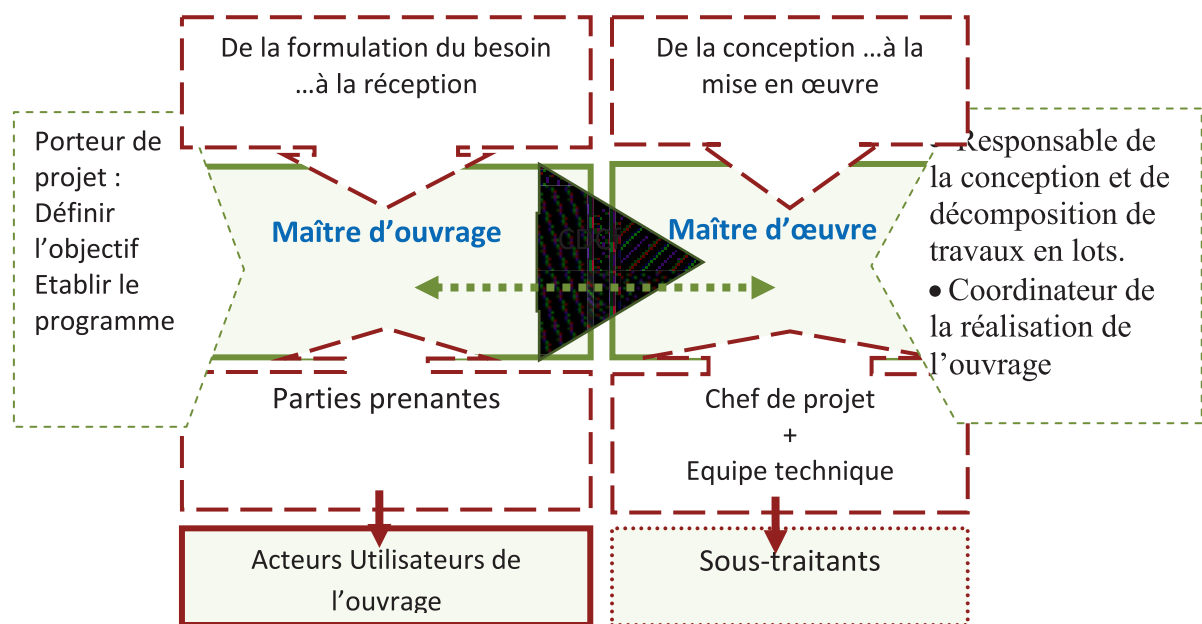 De la formulation du besoin
…à la réception
De la conception …à la
mise en œuvre
Porteur de
projet :
Définir
l’objectif
Etablir le
programme
Maître d’ouvrage
Maître d’œuvre
• Responsable de
la conception et de
décomposition de
travaux en lots.
• Coordinateur de
la réalisation de
l’ouvrage
Parties prenantes
Chef de projet
+
Equipe technique
Acteurs Utilisateurs de
l’ouvrage
Sous-traitants